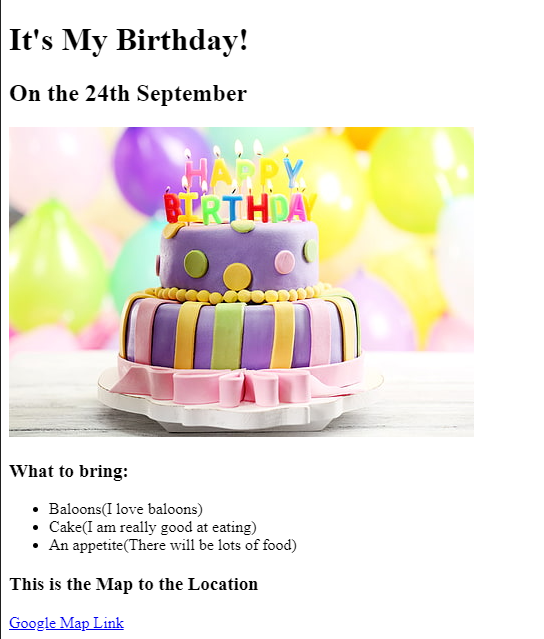 It's My Birthday!
On the 24th September
HAPPY
BIRTHDAY
What to bring:
Baloons(I love baloons)
Cake(I am really good at eating)
An appetite(There will be lots of food)
This is the Map to the Location
Google Map Link